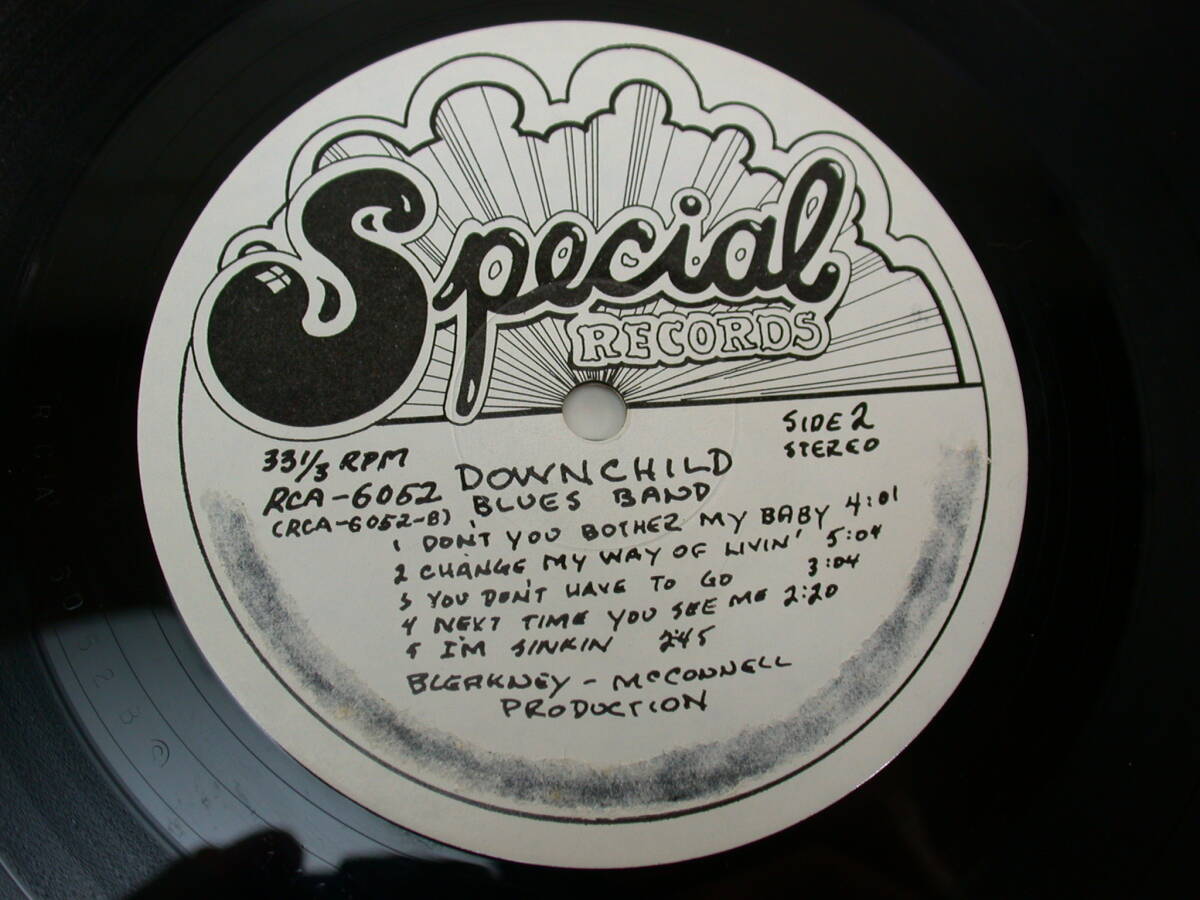 Special
RECORDS
33 1/3 RPM
SIDE 2
STEREO
RCA-6052
(RCA-6052-B)
DOWNCHILD
BLUES BAND
1 DON'T YOU BOTHER MY BABY 4:01
2 CHANGE MY WAY OF LIVIN' 5:04
3 YOU DON'T HAVE TO GO 3:04
4 NEXT TIME YOU SEE ME 2:20
5 I'M SINKIN 2:45
BLEAKNEY - McCONNELL
PRODUCTION